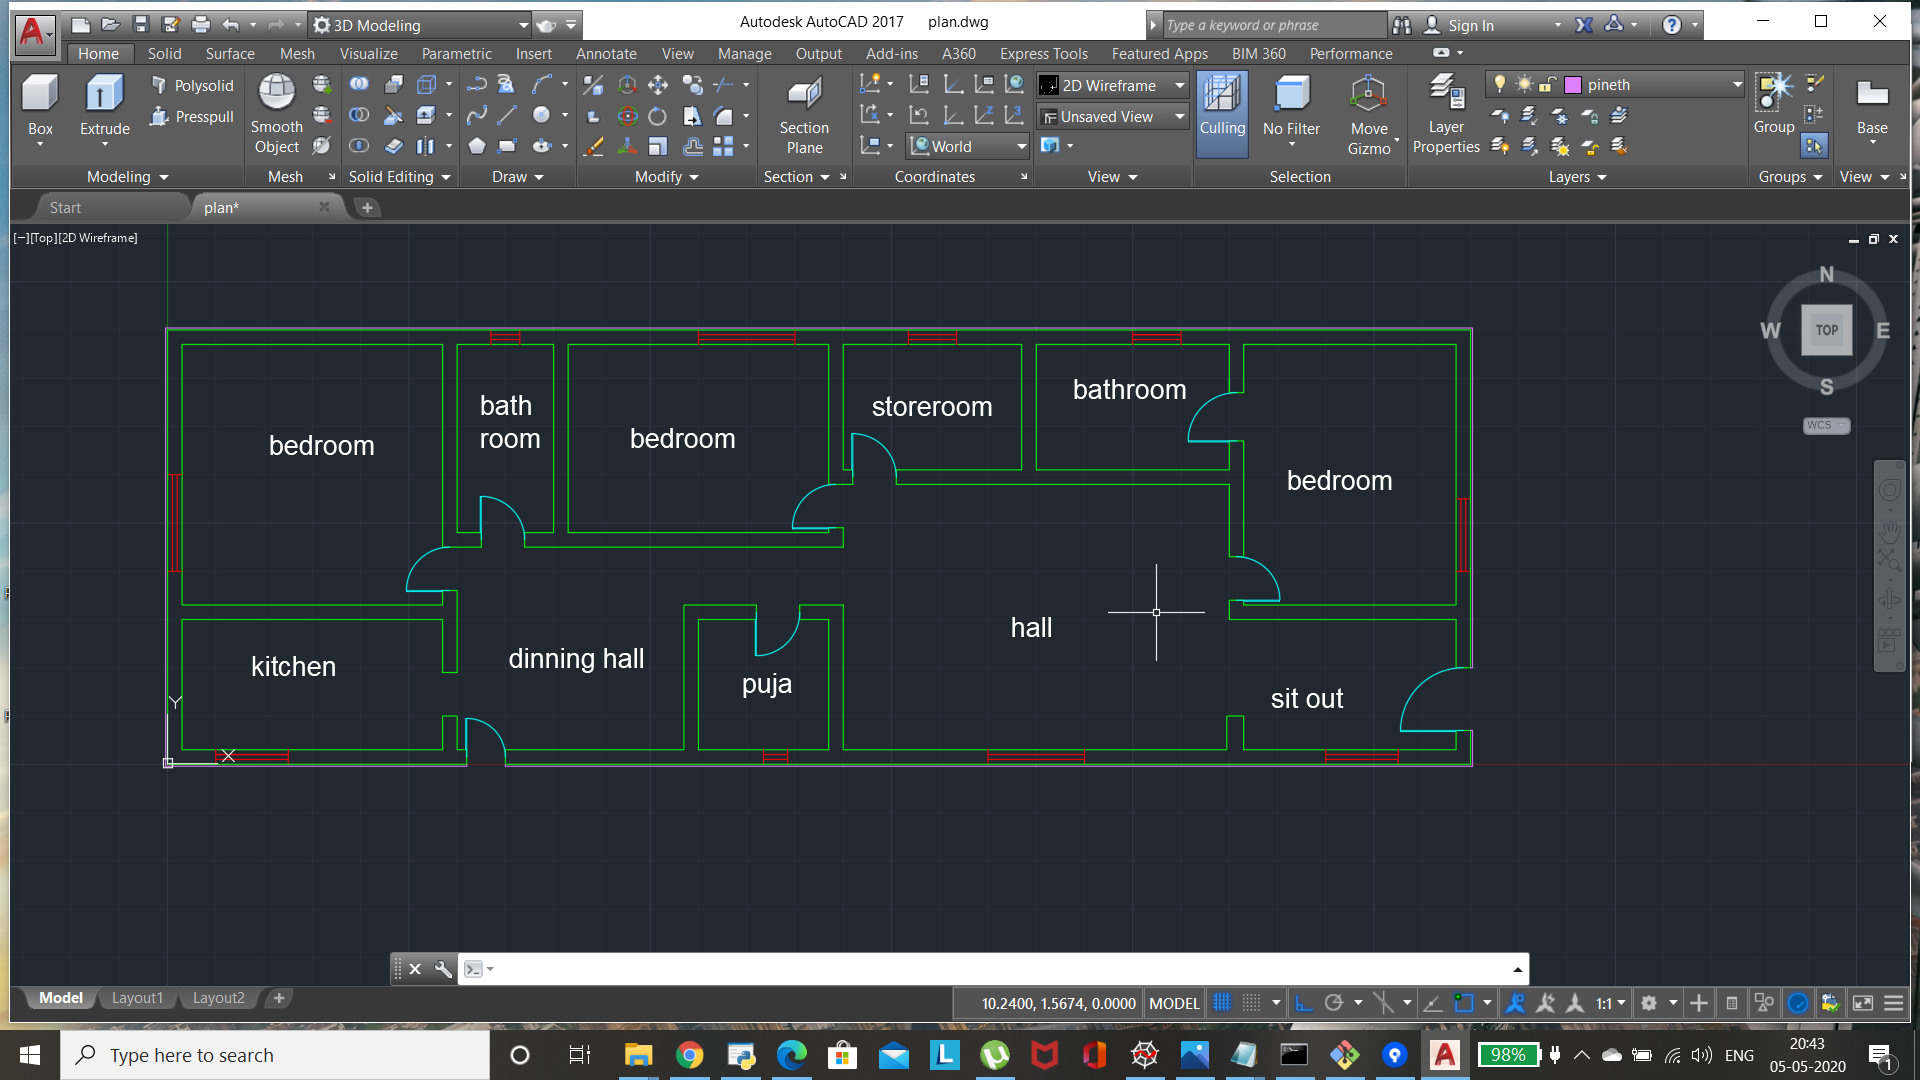 3D Modeling
Autodesk AutoCAD 2017 plan.dwg
Type a keyword or phrase
Sign In
Home Solid Surface Mesh Visualize Parametric Insert Annotate View Manage Output Add-ins A360 Express Tools Featured Apps BIM 360 Performance
Box
Extrude
Polysolid
Presspull
Smooth
Object
Section
Plane
World
2D Wireframe
Unsaved View
Culling
No Filter
Move
Gizmo
Layer
Properties
pineth
Group
Base
Modeling Mesh Solid Editing Draw Modify Section Coordinates View Selection Layers Groups View
Start plan*
[−][Top][2D Wireframe]
N
W TOP E
S
WCS
bedroom
bath
room
bedroom
storeroom
bathroom
bedroom
kitchen
dinning hall
puja
hall
sit out
Y
X
Model Layout1 Layout2
10.2400, 1.5674, 0.0000 MODEL 1:1
Type here to search
98% ENG
20:43
05-05-2020
1